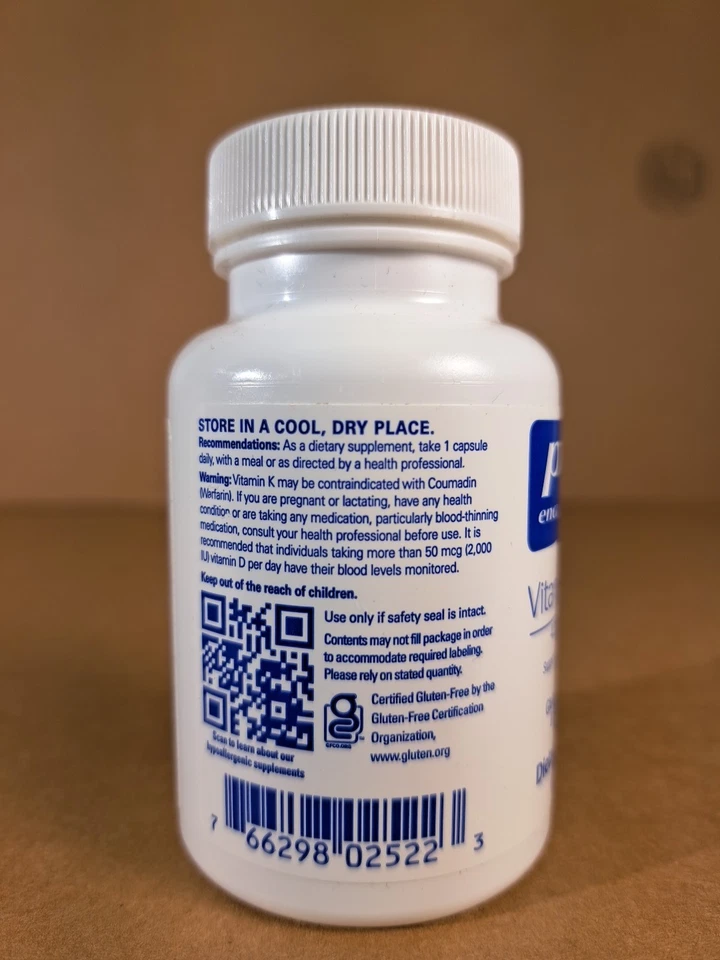 STORE IN A COOL, DRY PLACE.
Recommendations: As a dietary supplement, take 1 capsule
daily, with a meal or as directed by a health professional.
Warning: Vitamin K may be contraindicated with Coumadin
(Warfarin). If you are pregnant or lactating, have any health
condition or are taking any medication, particularly blood-thinning
medication, consult your health professional before use. It is
recommended that individuals taking more than 50 mcg (2,000
IU) vitamin D per day have their blood levels monitored.
Keep out of the reach of children.
Use only if safety seal is intact.
Contents may not fill package in order
to accommodate required labeling.
Please rely on stated quantity.
Certified Gluten-Free by the
Gluten-Free Certification
Organization,
www.gluten.org
GFCO.ORG
Scan to learn about our
hypoallergenic supplements
7 66298 02522 3
p
enc
Vita
Die